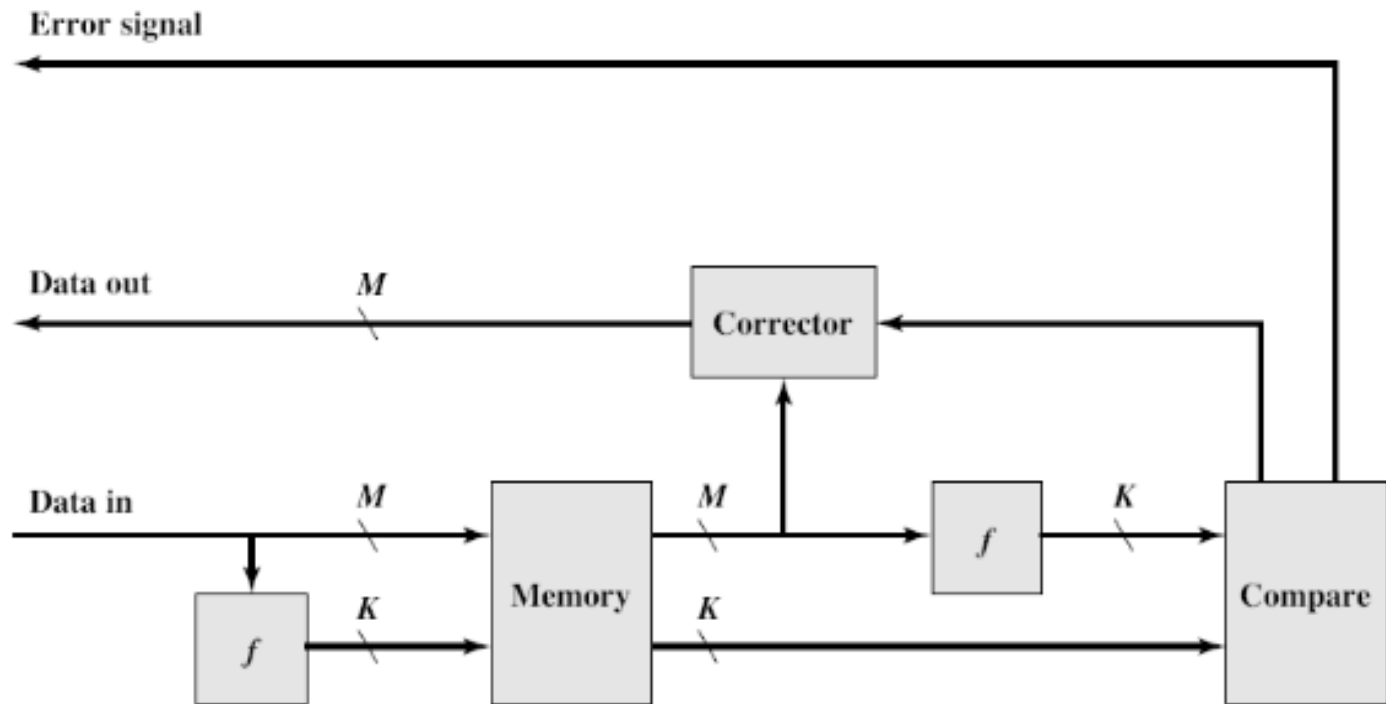 Error signal
Data out
M
Corrector
Data in
M
M
K
f
Memory
Compare
K
K
f